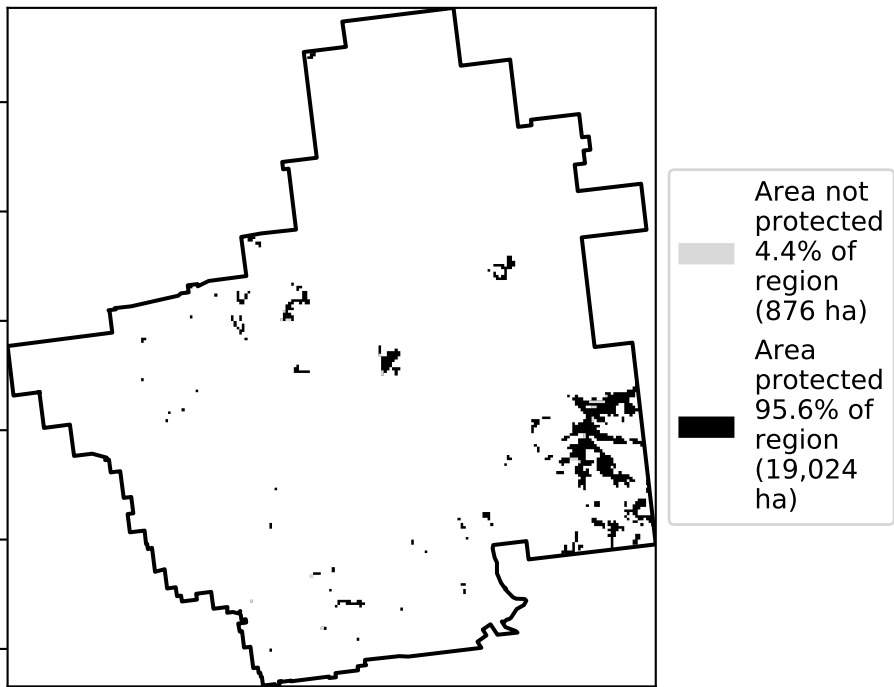 Area not
protected
4.4% of
region
(876 ha)
Area
protected
95.6% of
region
(19,024
ha)